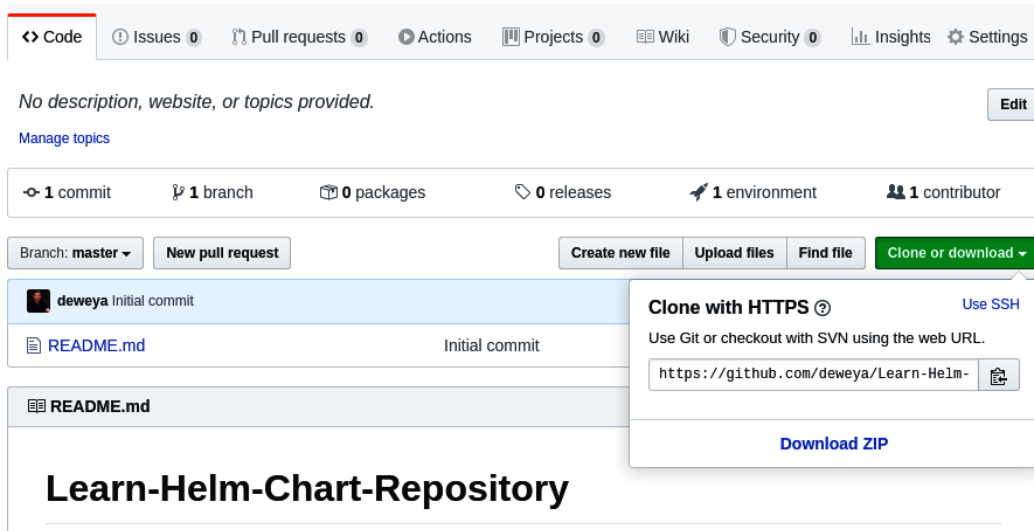 Code Issues 0 Pull requests 0 Actions Projects 0 Wiki Security 0 Insights Settings
No description, website, or topics provided. Edit
Manage topics
1 commit 1 branch 0 packages 0 releases 1 environment 1 contributor
Branch: master New pull request Create new file Upload files Find file Clone or download
deweya Initial commit
Clone with HTTPS Use SSH
Use Git or checkout with SVN using the web URL.
README.md Initial commit
https://github.com/deweya/Learn-Helm-
README.md
Download ZIP
Learn-Helm-Chart-Repository